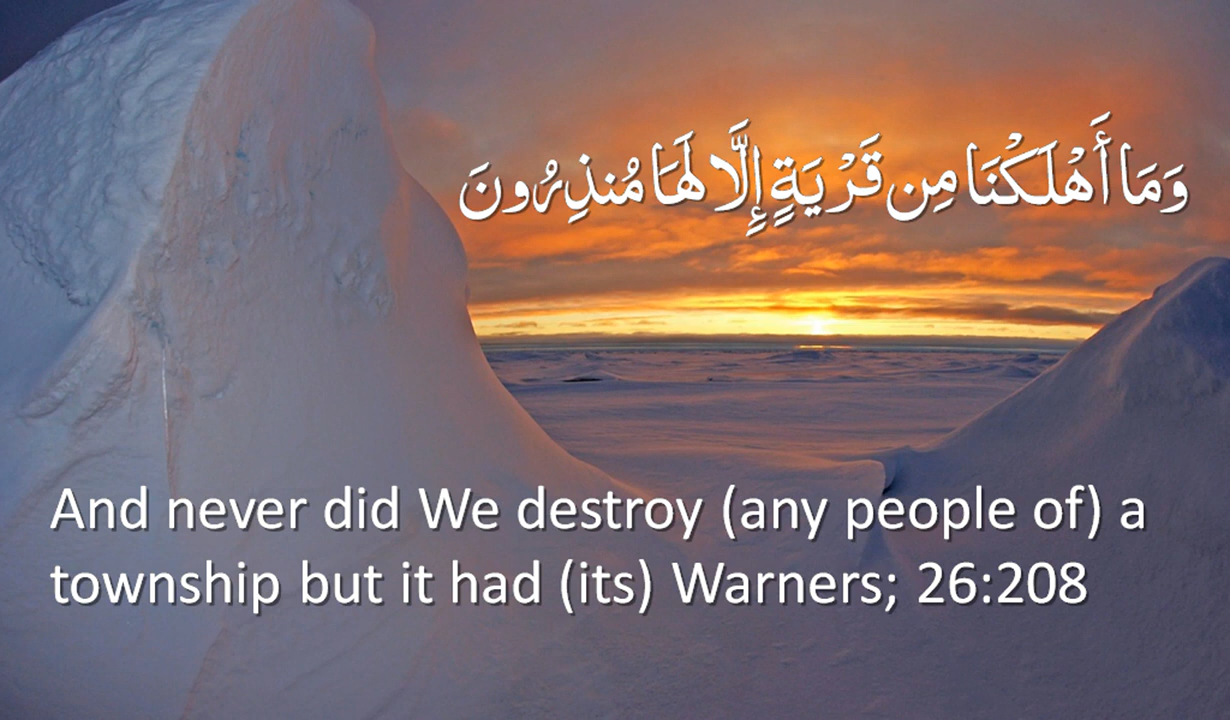 وَمَا أَهْلَكْنَا مِن قَرْيَةٍ إِلَّا لَهَا مُنذِرُونَ
And never did We destroy (any people of) a
township but it had (its) Warners; 26:208